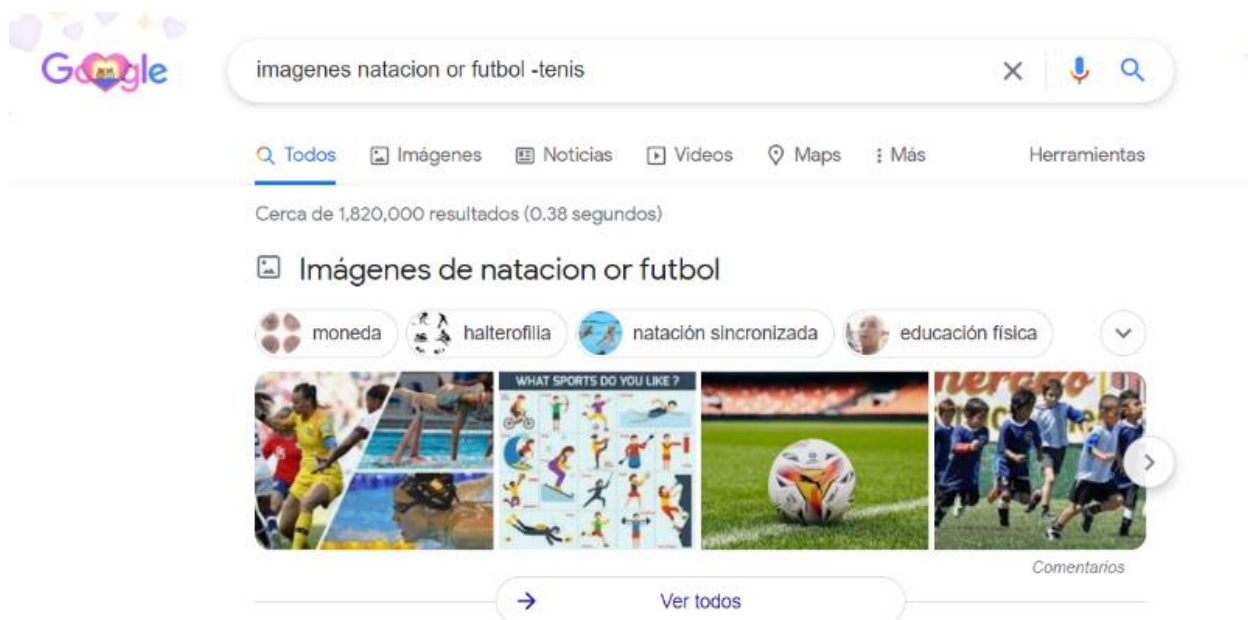 Google
imagenes natacion or futbol -tenis
Todos Imágenes Noticias Videos Maps Más Herramientas
Cerca de 1,820,000 resultados (0.38 segundos)
Imágenes de natacion or futbol
moneda halterofilia natación sincronizada educación física
WHAT SPORTS DO YOU LIKE ?
Comentarios
Ver todos